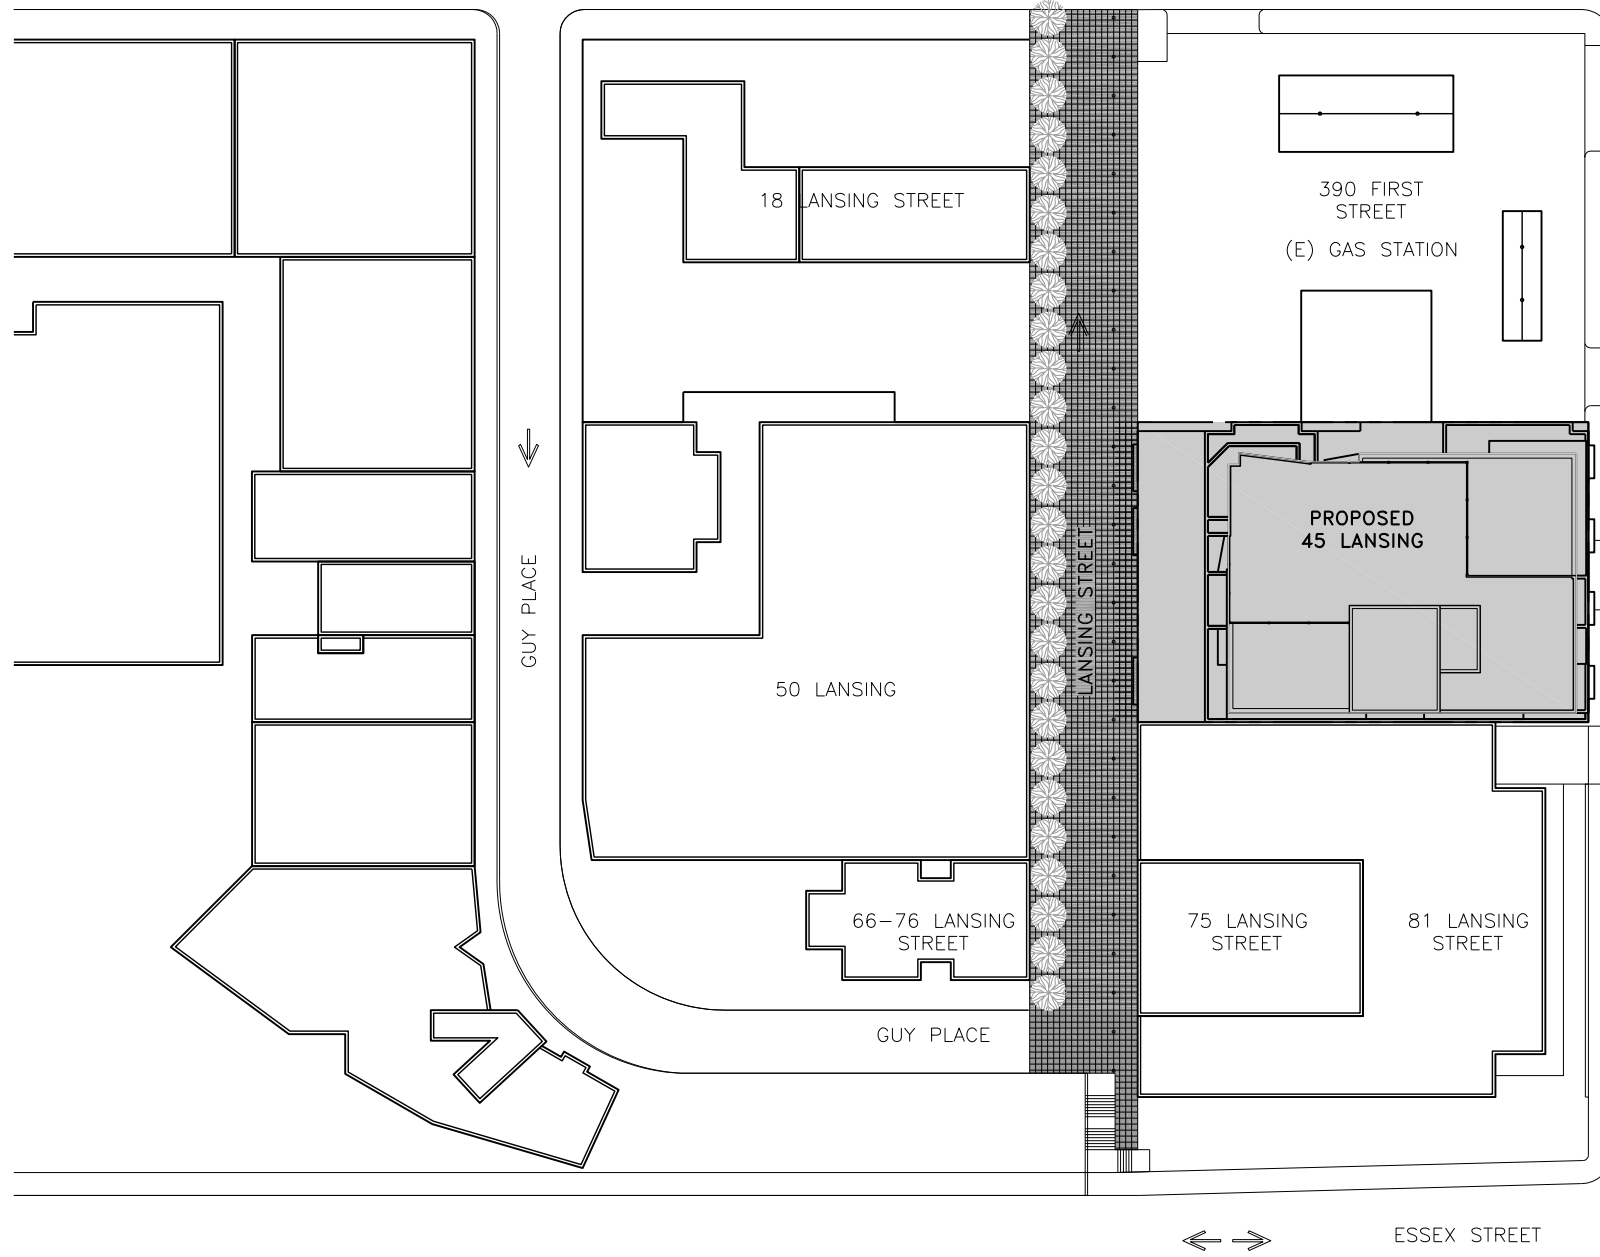 18 LANSING STREET
390 FIRST
STREET
(E) GAS STATION
PROPOSED
45 LANSING
GUY PLACE
LANSING STREET
50 LANSING
66-76 LANSING
STREET
75 LANSING
STREET
81 LANSING
STREET
GUY PLACE
ESSEX STREET